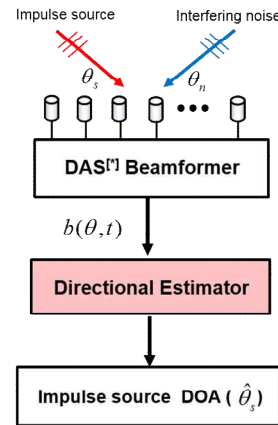 Impulse source Interfering noise
θs θn
DAS[*] Beamformer
b(θ,t)
Directional Estimator
Impulse source DOA ( θ̂s)